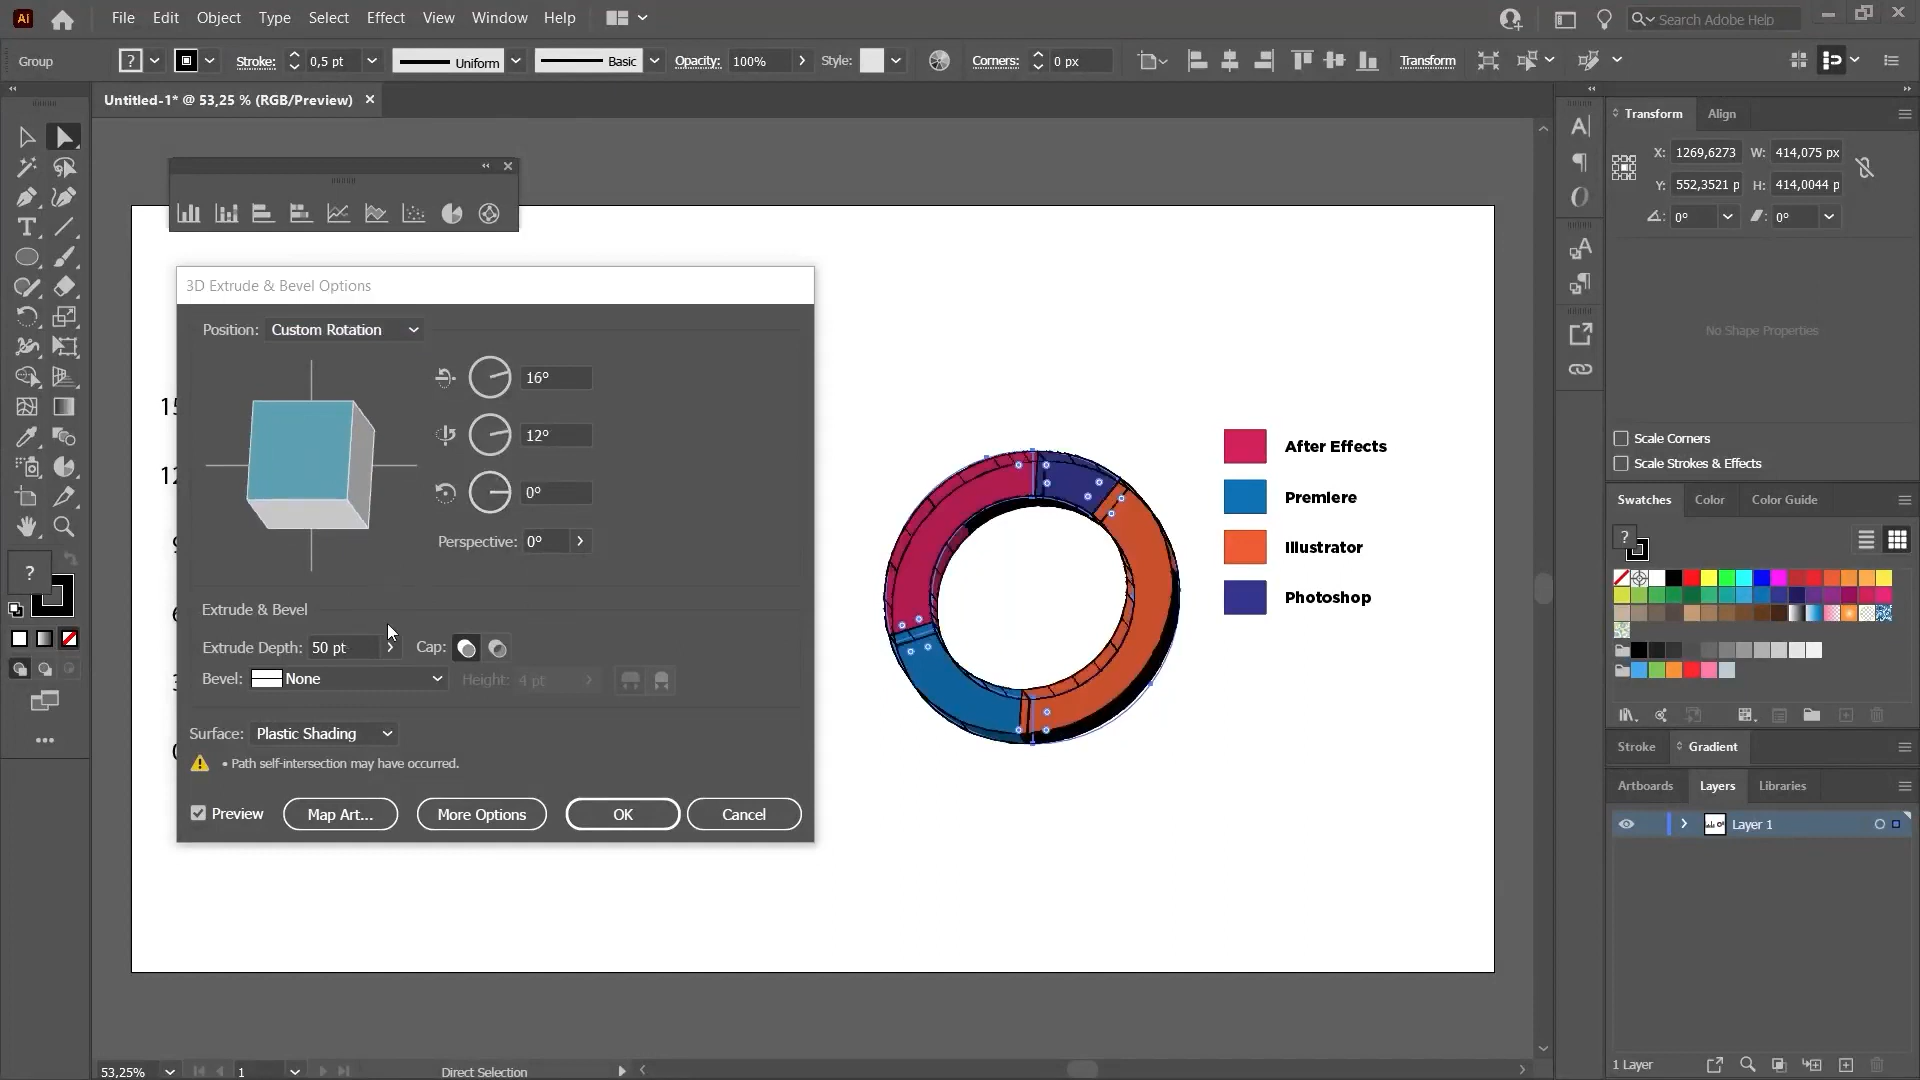 Ai File Edit Object Type Select Effect View Window Help Search Adobe Help
Group ? Stroke: 0,5 pt Uniform Basic Opacity: 100% Style: Corners: 0 px Transform
Untitled-1* @ 53,25 % (RGB/Preview)
Transform Align
X: 1269,6273 W: 414,075 px
Y: 552,3521 p H: 414,0044 p
0° 0°
No Shape Properties
Scale Corners
Scale Strokes & Effects
Swatches Color Color Guide
?
Stroke Gradient
Artboards Layers Libraries
Layer 1
1 Layer
3D Extrude & Bevel Options
Position: Custom Rotation
16°
12°
0°
Perspective: 0°
Extrude & Bevel
Extrude Depth: 50 pt Cap:
Bevel: None Height: 4 pt
Surface: Plastic Shading
• Path self-intersection may have occurred.
Preview Map Art... More Options OK Cancel
After Effects
Premiere
Illustrator
Photoshop
?
53,25% 1 Direct Selection